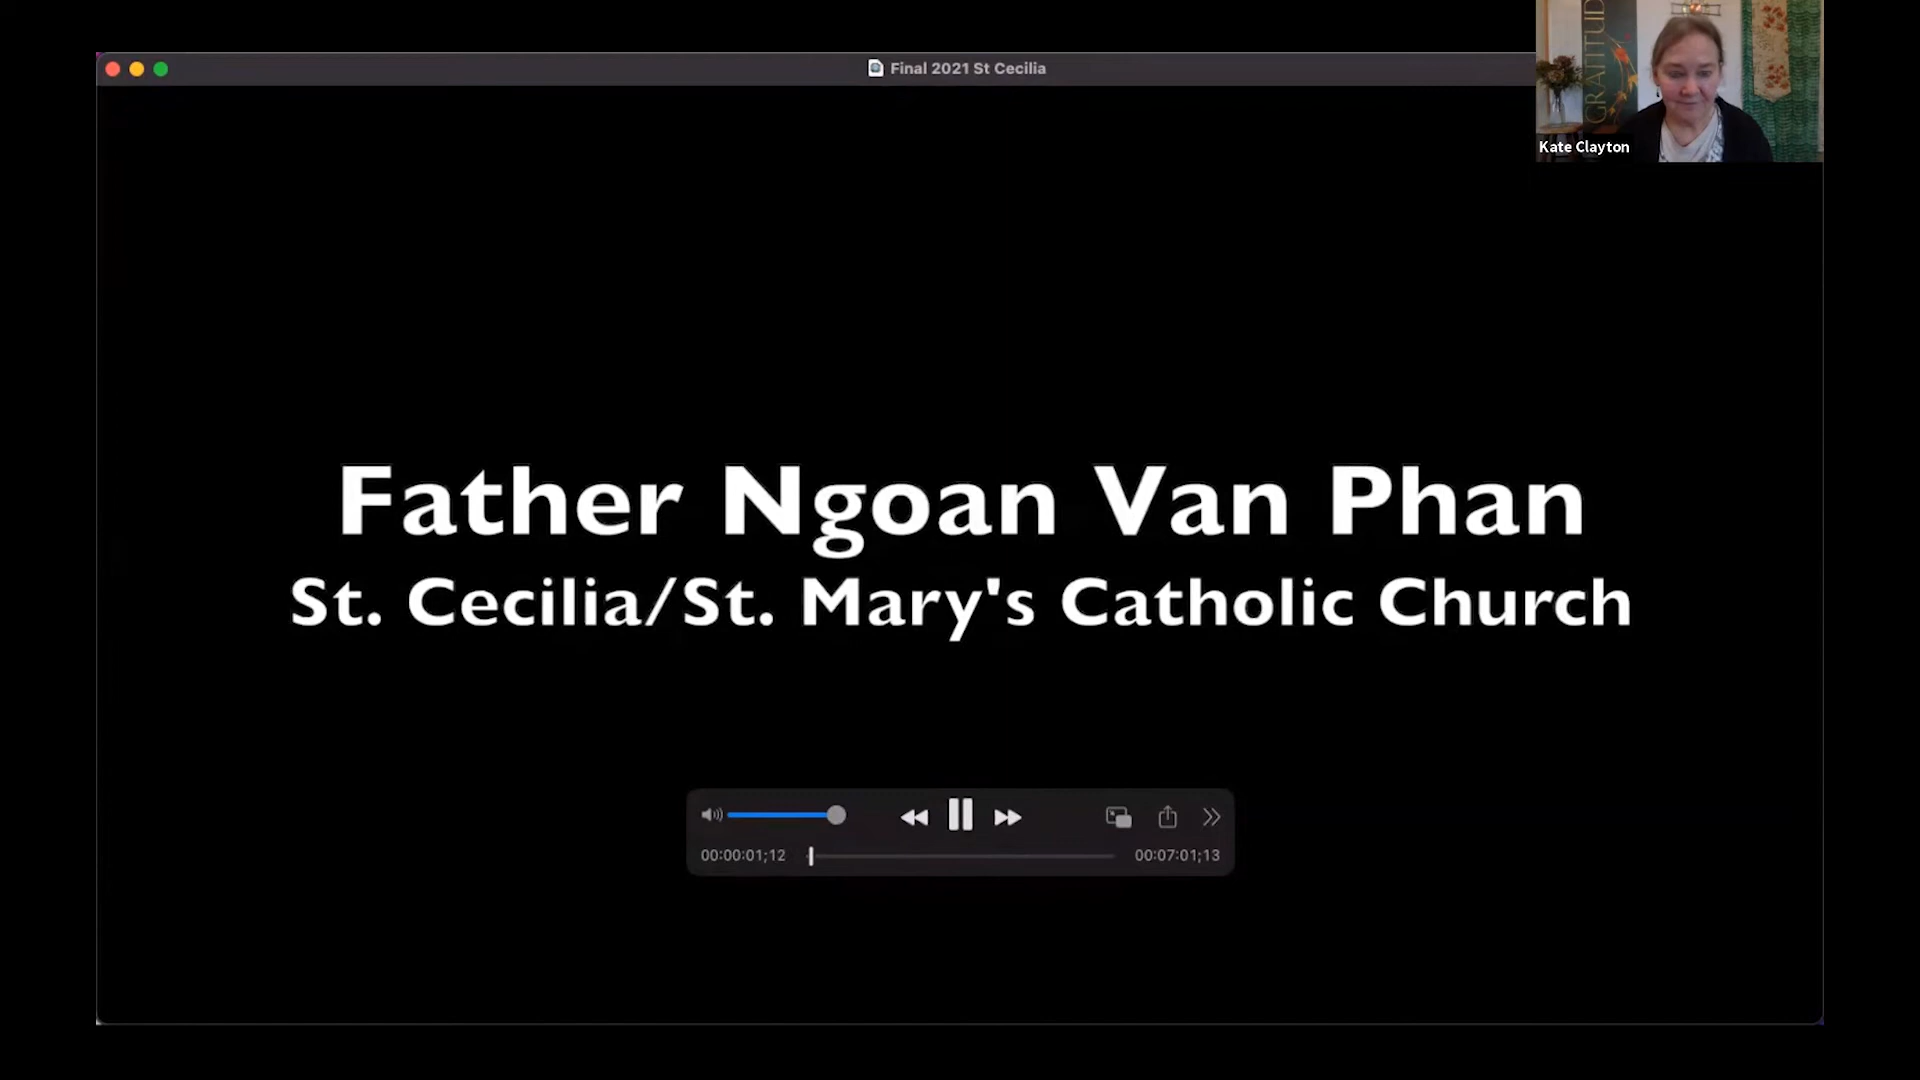 Final 2021 St Cecilia
GRATITUD
Kate Clayton
Father Ngoan Van Phan
St. Cecilia/St. Mary's Catholic Church
00:00:01;12
00:07:01;13